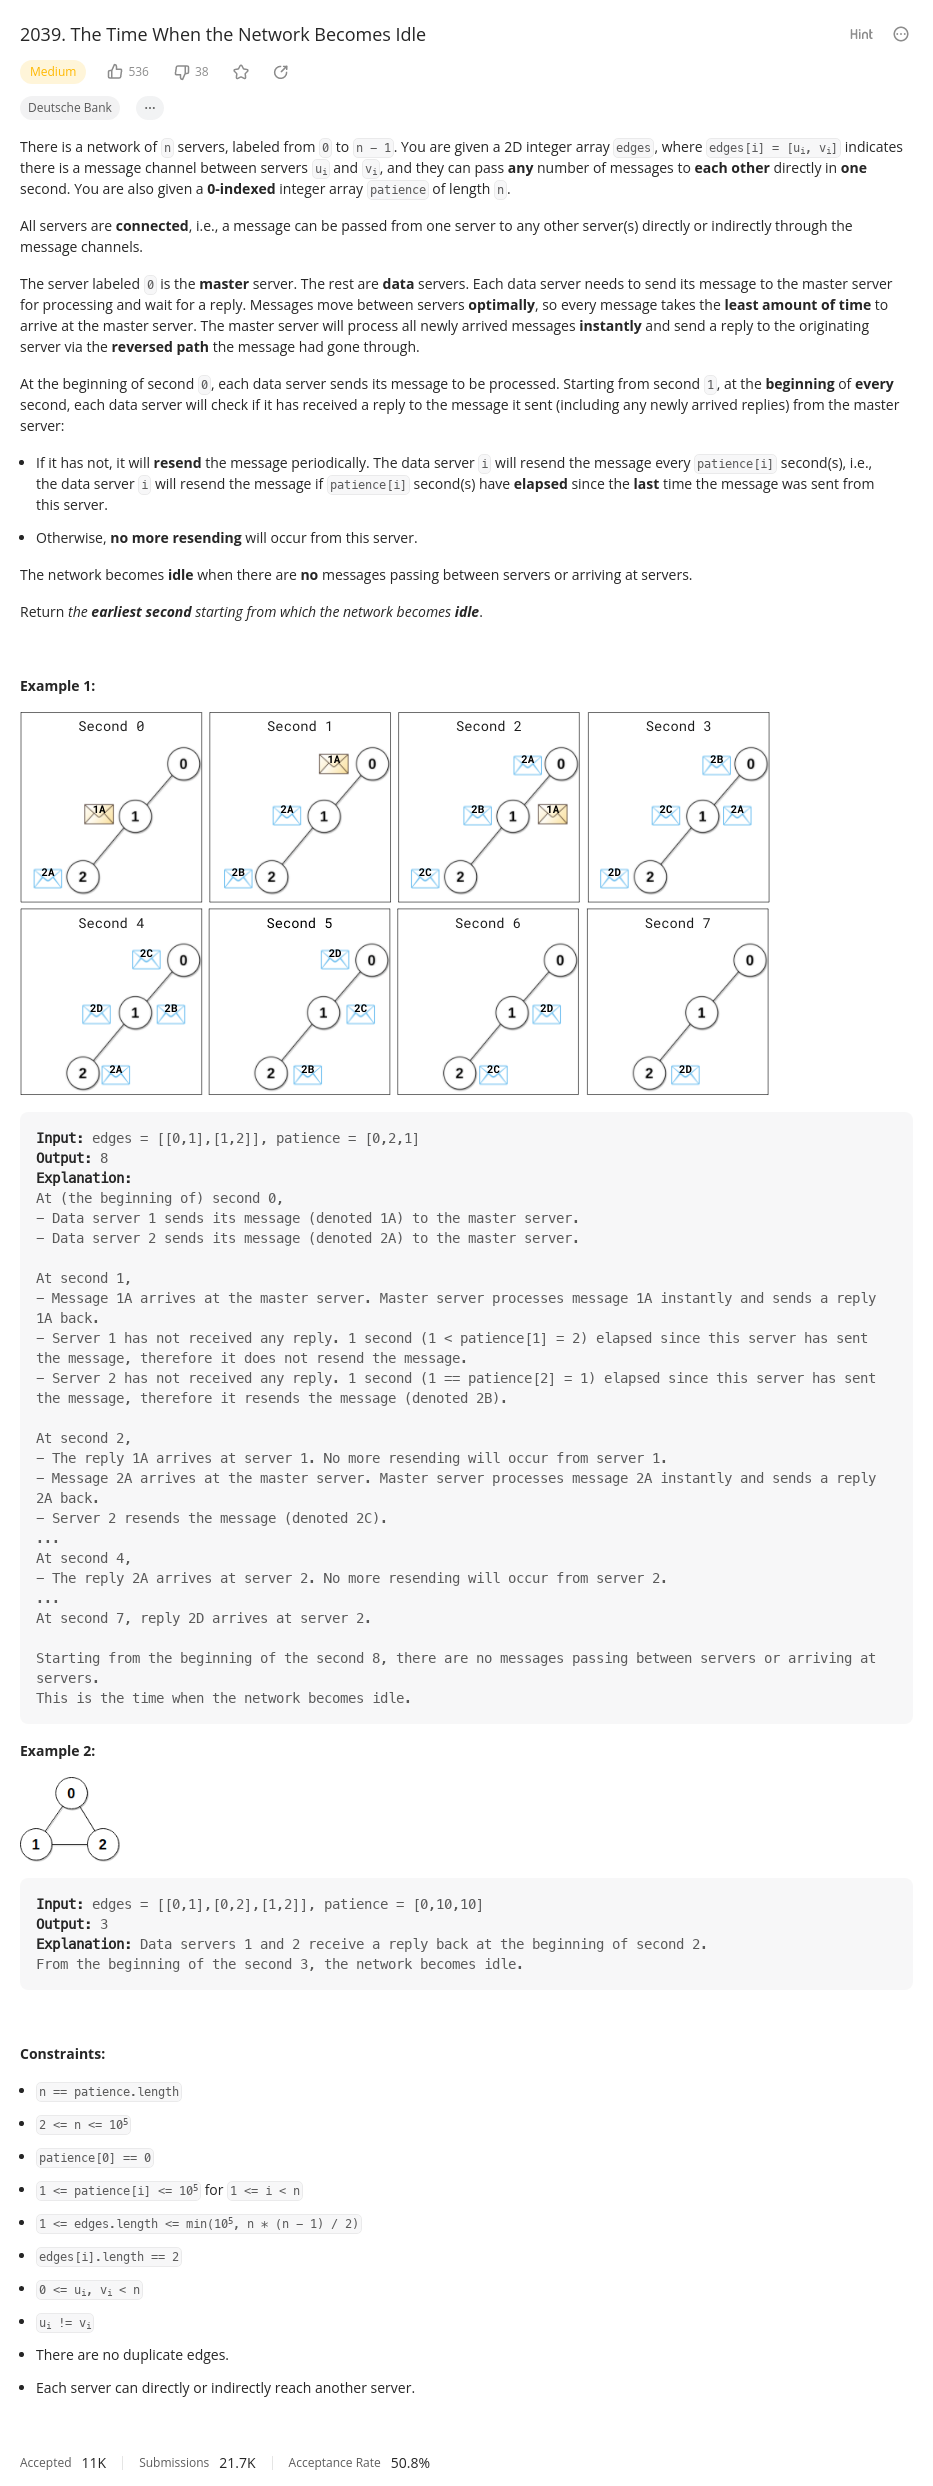 2039. The Time When the Network Becomes Idle
Hint
Medium 536 38
Deutsche Bank ...
There is a network of n servers, labeled from 0 to n − 1. You are given a 2D integer array edges, where edges[i] = [uᵢ, vᵢ] indicates
there is a message channel between servers uᵢ and vᵢ, and they can pass any number of messages to each other directly in one
second. You are also given a 0-indexed integer array patience of length n.
All servers are connected, i.e., a message can be passed from one server to any other server(s) directly or indirectly through the
message channels.
The server labeled 0 is the master server. The rest are data servers. Each data server needs to send its message to the master server
for processing and wait for a reply. Messages move between servers optimally, so every message takes the least amount of time to
arrive at the master server. The master server will process all newly arrived messages instantly and send a reply to the originating
server via the reversed path the message had gone through.
At the beginning of second 0, each data server sends its message to be processed. Starting from second 1, at the beginning of every
second, each data server will check if it has received a reply to the message it sent (including any newly arrived replies) from the master
server:
• If it has not, it will resend the message periodically. The data server i will resend the message every patience[i] second(s), i.e.,
the data server i will resend the message if patience[i] second(s) have elapsed since the last time the message was sent from
this server.
• Otherwise, no more resending will occur from this server.
The network becomes idle when there are no messages passing between servers or arriving at servers.
Return the earliest second starting from which the network becomes idle.
Example 1:
Second 0 Second 1 Second 2 Second 3
0 1A 0 2A 0 2B 0
1A 1 2A 1 2B 1 1A 2C 1 2A
2A 2 2B 2 2C 2 2D 2
Second 4 Second 5 Second 6 Second 7
2C 0 2D 0 0 0
2D 1 2B 1 2C 1 2D 1
2 2A 2 2B 2 2C 2 2D
Input: edges = [[0,1],[1,2]], patience = [0,2,1]
Output: 8
Explanation:
At (the beginning of) second 0,
− Data server 1 sends its message (denoted 1A) to the master server.
− Data server 2 sends its message (denoted 2A) to the master server.
At second 1,
− Message 1A arrives at the master server. Master server processes message 1A instantly and sends a reply
1A back.
− Server 1 has not received any reply. 1 second (1 < patience[1] = 2) elapsed since this server has sent
the message, therefore it does not resend the message.
− Server 2 has not received any reply. 1 second (1 == patience[2] = 1) elapsed since this server has sent
the message, therefore it resends the message (denoted 2B).
At second 2,
− The reply 1A arrives at server 1. No more resending will occur from server 1.
− Message 2A arrives at the master server. Master server processes message 2A instantly and sends a reply
2A back.
− Server 2 resends the message (denoted 2C).
...
At second 4,
− The reply 2A arrives at server 2. No more resending will occur from server 2.
...
At second 7, reply 2D arrives at server 2.
Starting from the beginning of the second 8, there are no messages passing between servers or arriving at
servers.
This is the time when the network becomes idle.
Example 2:
0
1 2
Input: edges = [[0,1],[0,2],[1,2]], patience = [0,10,10]
Output: 3
Explanation: Data servers 1 and 2 receive a reply back at the beginning of second 2.
From the beginning of the second 3, the network becomes idle.
Constraints:
• n == patience.length
• 2 <= n <= 10⁵
• patience[0] == 0
• 1 <= patience[i] <= 10⁵ for 1 <= i < n
• 1 <= edges.length <= min(10⁵, n ∗ (n − 1) / 2)
• edges[i].length == 2
• 0 <= uᵢ, vᵢ < n
• uᵢ != vᵢ
• There are no duplicate edges.
• Each server can directly or indirectly reach another server.
Accepted 11K Submissions 21.7K Acceptance Rate 50.8%